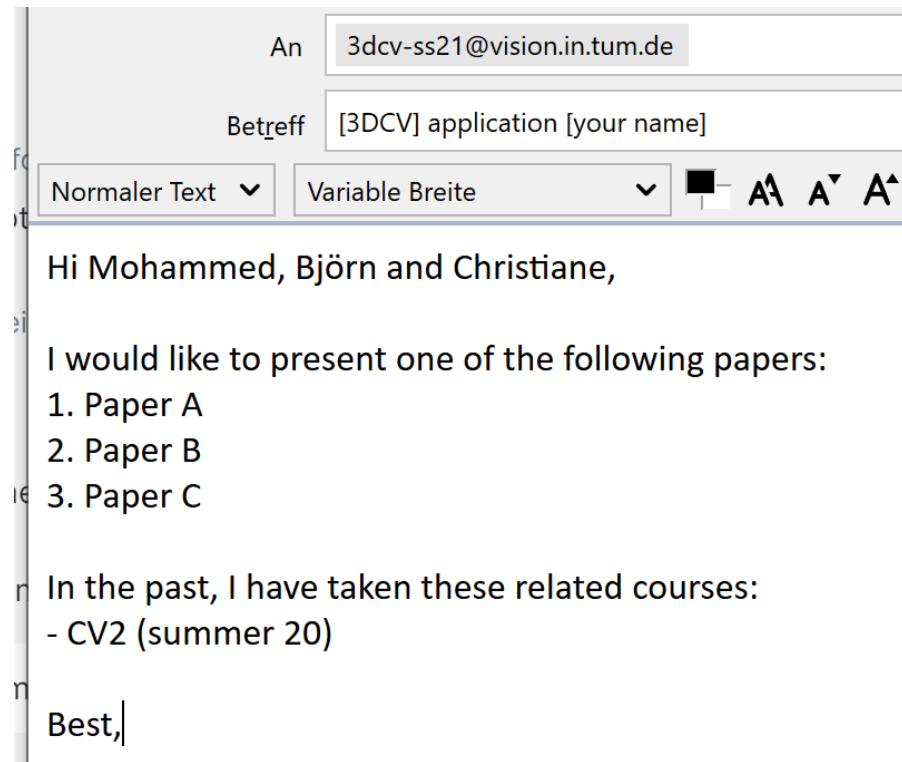 An 3dcv-ss21@vision.in.tum.de
Betreff [3DCV] application [your name]
Normaler Text Variable Breite
Hi Mohammed, Björn and Christiane,
I would like to present one of the following papers:
1. Paper A
2. Paper B
3. Paper C
In the past, I have taken these related courses:
- CV2 (summer 20)
Best,